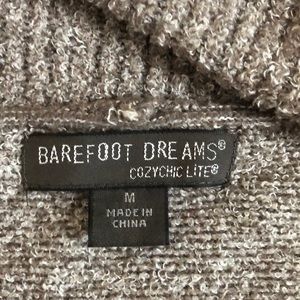 BAREFOOT DREAMS®
COZYCHIC LITE®
M
MADE IN
CHINA